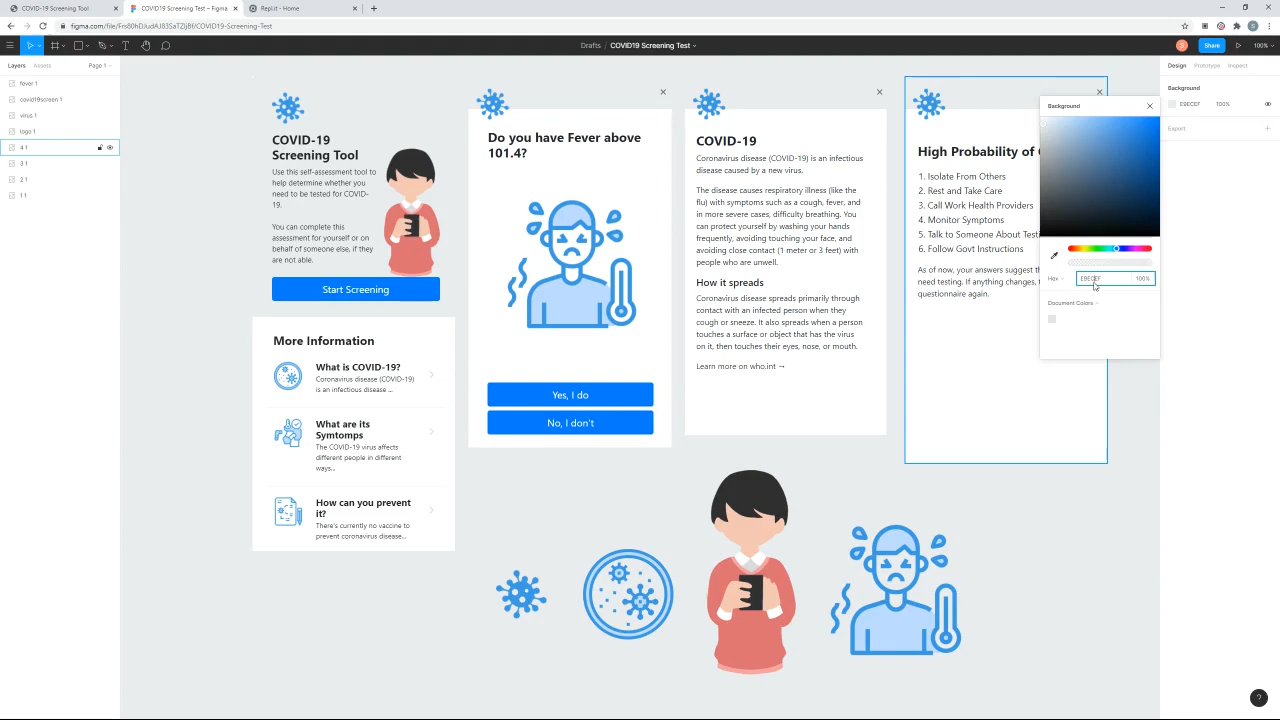 COVID-19 Screening Tool
COVID19 Screening Test – Figma
Repl.it - Home
figma.com/file/Frs80hDJudAJ835aTZIjBf/COVID19-Screening-Test
Drafts / COVID19 Screening Test
Share
100%
Layers
Assets
Page 1
fever 1
covid19screen 1
virus 1
logo 1
4 1
3 1
2 1
1 1
COVID-19
Screening Tool
Use this self-assessment tool to
help determine whether you
need to be tested for COVID-
19.
You can complete this
assessment for yourself or on
behalf of someone else, if they
are not able.
Start Screening
More Information
What is COVID-19?
Coronavirus disease (COVID-19)
is an infectious disease ...
What are its
Symtomps
The COVID-19 virus affects
different people in different
ways...
How can you prevent
it?
There's currently no vaccine to
prevent coronavirus disease...
Do you have Fever above
101.4?
Yes, I do
No, I don't
COVID-19
Coronavirus disease (COVID-19) is an infectious
disease caused by a new virus.
The disease causes respiratory illness (like the
flu) with symptoms such as a cough, fever, and
in more severe cases, difficulty breathing. You
can protect yourself by washing your hands
frequently, avoiding touching your face, and
avoiding close contact (1 meter or 3 feet) with
people who are unwell.
How it spreads
Coronavirus disease spreads primarily through
contact with an infected person when they
cough or sneeze. It also spreads when a person
touches a surface or object that has the virus
on it, then touches their eyes, nose, or mouth.
Learn more on who.int →
High Probability of C
1. Isolate From Others
2. Rest and Take Care
3. Call Work Health Providers
4. Monitor Symptoms
5. Talk to Someone About Testi
6. Follow Govt Instructions
As of now, your answers suggest th
need testing. If anything changes, t
questionnaire again.
Background
Hex
E9ECEF
100%
Document Colors
Design
Prototype
Inspect
Background
E9ECEF
100%
Export
?